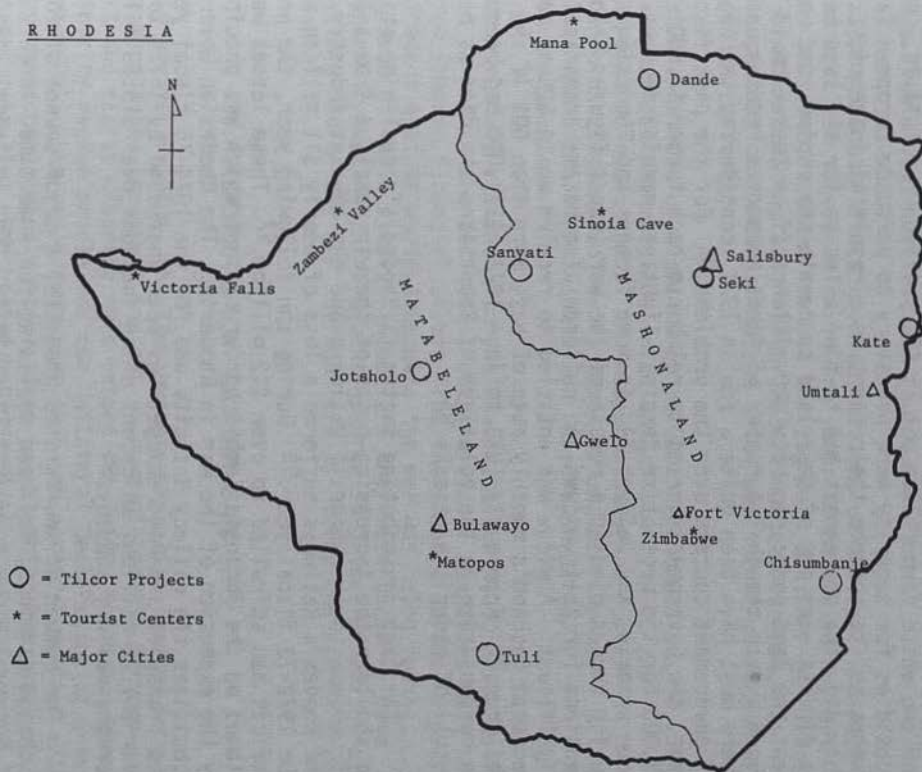 R H O D E S I A
N
Mana Pool
Dande
Zambezi Valley
Sinoia Cave
Sanyati
Salisbury
Seki
Victoria Falls
MATABELELAND
MASHONALAND
Kate
Jotsholo
Umtali
Gwelo
Bulawayo
Fort Victoria
Zimbabwe
Matopos
Chisumbanje
Tuli
= Tilcor Projects
* = Tourist Centers
= Major Cities